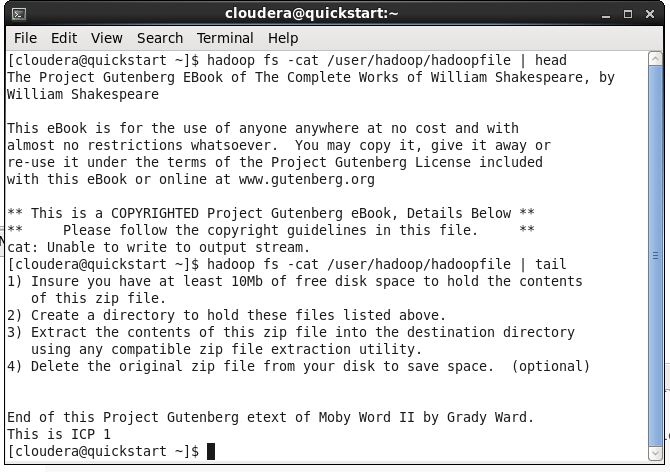 cloudera@quickstart:~
File Edit View Search Terminal Help
[cloudera@quickstart ~]$ hadoop fs -cat /user/hadoop/hadoopfile | head
The Project Gutenberg EBook of The Complete Works of William Shakespeare, by
William Shakespeare

This eBook is for the use of anyone anywhere at no cost and with
almost no restrictions whatsoever.  You may copy it, give it away or
re-use it under the terms of the Project Gutenberg License included
with this eBook or online at www.gutenberg.org

** This is a COPYRIGHTED Project Gutenberg eBook, Details Below **
**     Please follow the copyright guidelines in this file.     **
cat: Unable to write to output stream.
[cloudera@quickstart ~]$ hadoop fs -cat /user/hadoop/hadoopfile | tail
1) Insure you have at least 10Mb of free disk space to hold the contents
   of this zip file.
2) Create a directory to hold these files listed above.
3) Extract the contents of this zip file into the destination directory
   using any compatible zip file extraction utility.
4) Delete the original zip file from your disk to save space.  (optional)


End of this Project Gutenberg etext of Moby Word II by Grady Ward.
This is ICP 1
[cloudera@quickstart ~]$